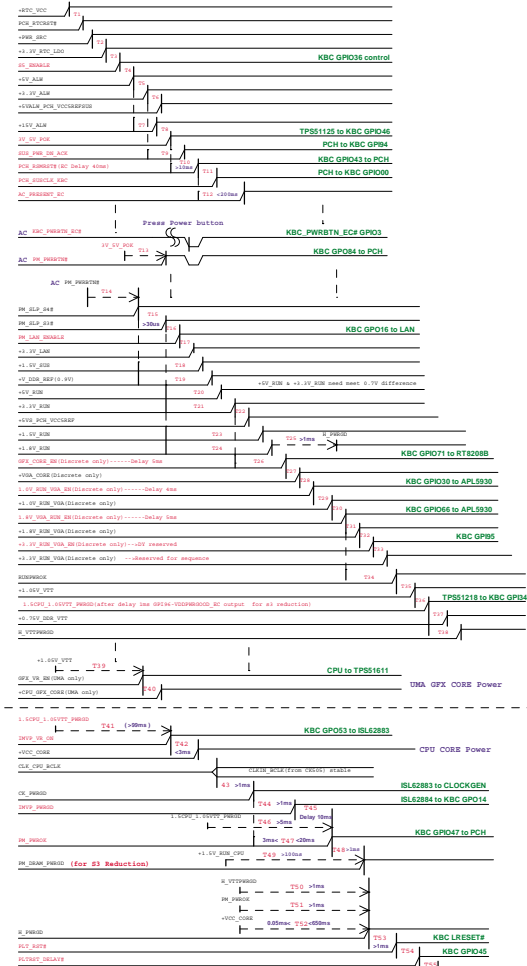 +RTC_VCC
T1
PCH_RTCRST#
+PWR_SRC
T2
+3.3V_RTC_LDO
T3
S5_ENABLE
KBC GPIO36 control
T4
+5V_ALW
T5
+3.3V_ALW
T6
+5VALW_PCH_VCC5REFSUS
+15V_ALW
T7
T8
TPS51125 to KBC GPIO46
3V_5V_POK
T9
PCH to KBC GPI94
SUS_PWR_DN_ACK
T10
KBC GPIO43 to PCH
PCH_RSMRST#(EC Delay 40ms)
>10ms
T11
PCH to KBC GPIO00
PCH_SUSCLK_KBC
AC_PRESENT_EC
T12 <200ms
Press Power button
AC KBC_PWRBTN_EC#
KBC_PWRBTN_EC# GPIO3
3V_5V_POK
T13
KBC GPO84 to PCH
AC PM_PWRBTN#
AC PM_PWRBTN#
T14
PM_SLP_S4#
T15
PM_SLP_S3#
>30us
T16
KBC GPO16 to LAN
PM_LAN_ENABLE
T17
+3.3V_LAN
+1.5V_SUS
T18
+V_DDR_REF(0.9V)
T19
+5V_RUN & +3.3V_RUN need meet 0.7V difference
+5V_RUN
T20
+3.3V_RUN
T21
T22
+5VS_PCH_VCC5REF
+1.5V_RUN
T23
T25 >1ms
H_PWRGD
+1.8V_RUN
T24
KBC GPIO71 to RT8208B
GFX_CORE_EN(Discrete only)------Delay 5ms
T26
+VGA_CORE(Discrete only)
T27
KBC GPIO30 to APL5930
1.0V_RUN_VGA_EN(Discrete only)-----Delay 4ms
T28
+1.0V_RUN_VGA(Discrete only)
T29
KBC GPIO66 to APL5930
1.8V_VGA_RUN_EN(Discrete only)-----Delay 6ms
T30
+1.8V_RUN_VGA(Discrete only)
T31
KBC GPI95
+3.3V_RUN_VGA_EN(Discrete only)-->DY reserved
T32
+3.3V_RUN_VGA(Discrete only) -->Reserved for sequence
T33
RUNPWROK
T34
+1.05V_VTT
T35
TPS51218 to KBC GPI34
1.5CPU_1.05VTT_PWRGD(after delay 1ms GPI96-VDDPWRGOOD_EC output for s3 reduction)
T36
+0.75V_DDR_VTT
T37
H_VTTPWRGD
T38
+1.05V_VTT
T39
CPU to TPS51611
GFX_VR_EN(UMA only)
T40
+CPU_GFX_CORE(UMA only)
UMA GFX CORE Power
1.5CPU_1.05VTT_PWRGD
T41 (>99ms)
KBC GPO53 to ISL62883
IMVP_VR_ON
T42
+VCC_CORE
<3ms
CPU CORE Power
CLK_CPU_BCLK
CLKIN_BCLK(from CK505) stable
43 >1ms
ISL62883 to CLOCKGEN
CK_PWRGD
T44 >1ms
ISL62884 to KBC GPO14
IMVP_PWRGD
T45
1.5CPU_1.05VTT_PWRGD
Delay 10ms
T46 >5ms
KBC GPIO47 to PCH
PM_PWROK
3ms< T47 <20ms
+1.5V_RUN_CPU
T48 >1ms
T49 >100ns
PM_DRAM_PWRGD (for S3 Reduction)
H_VTTPWRGD
T50 >1ms
PM_PWROK
T51 >1ms
+VCC_CORE
0.05ms< T52 <650ms
H_PWRGD
T53
KBC LRESET#
PLT_RST#
>1ms
T54
KBC GPIO45
PLTRST_DELAY#
T55